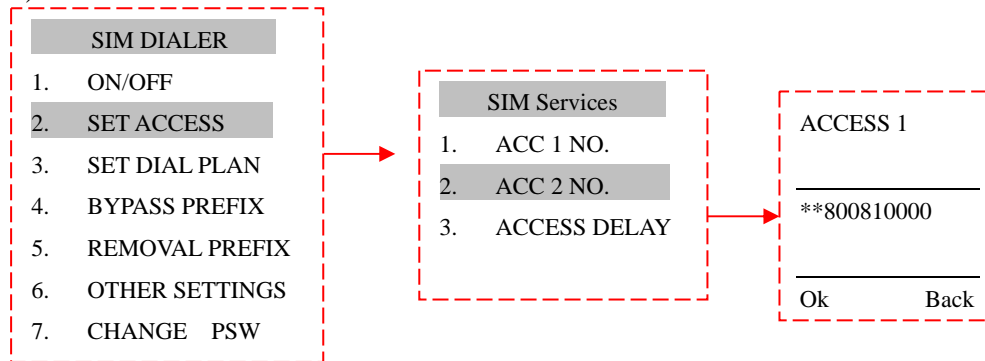 SIM DIALER
1. ON/OFF
2. SET ACCESS
3. SET DIAL PLAN
4. BYPASS PREFIX
5. REMOVAL PREFIX
6. OTHER SETTINGS
7. CHANGE PSW
SIM Services
1. ACC 1 NO.
2. ACC 2 NO.
3. ACCESS DELAY
ACCESS 1
**800810000
Ok Back